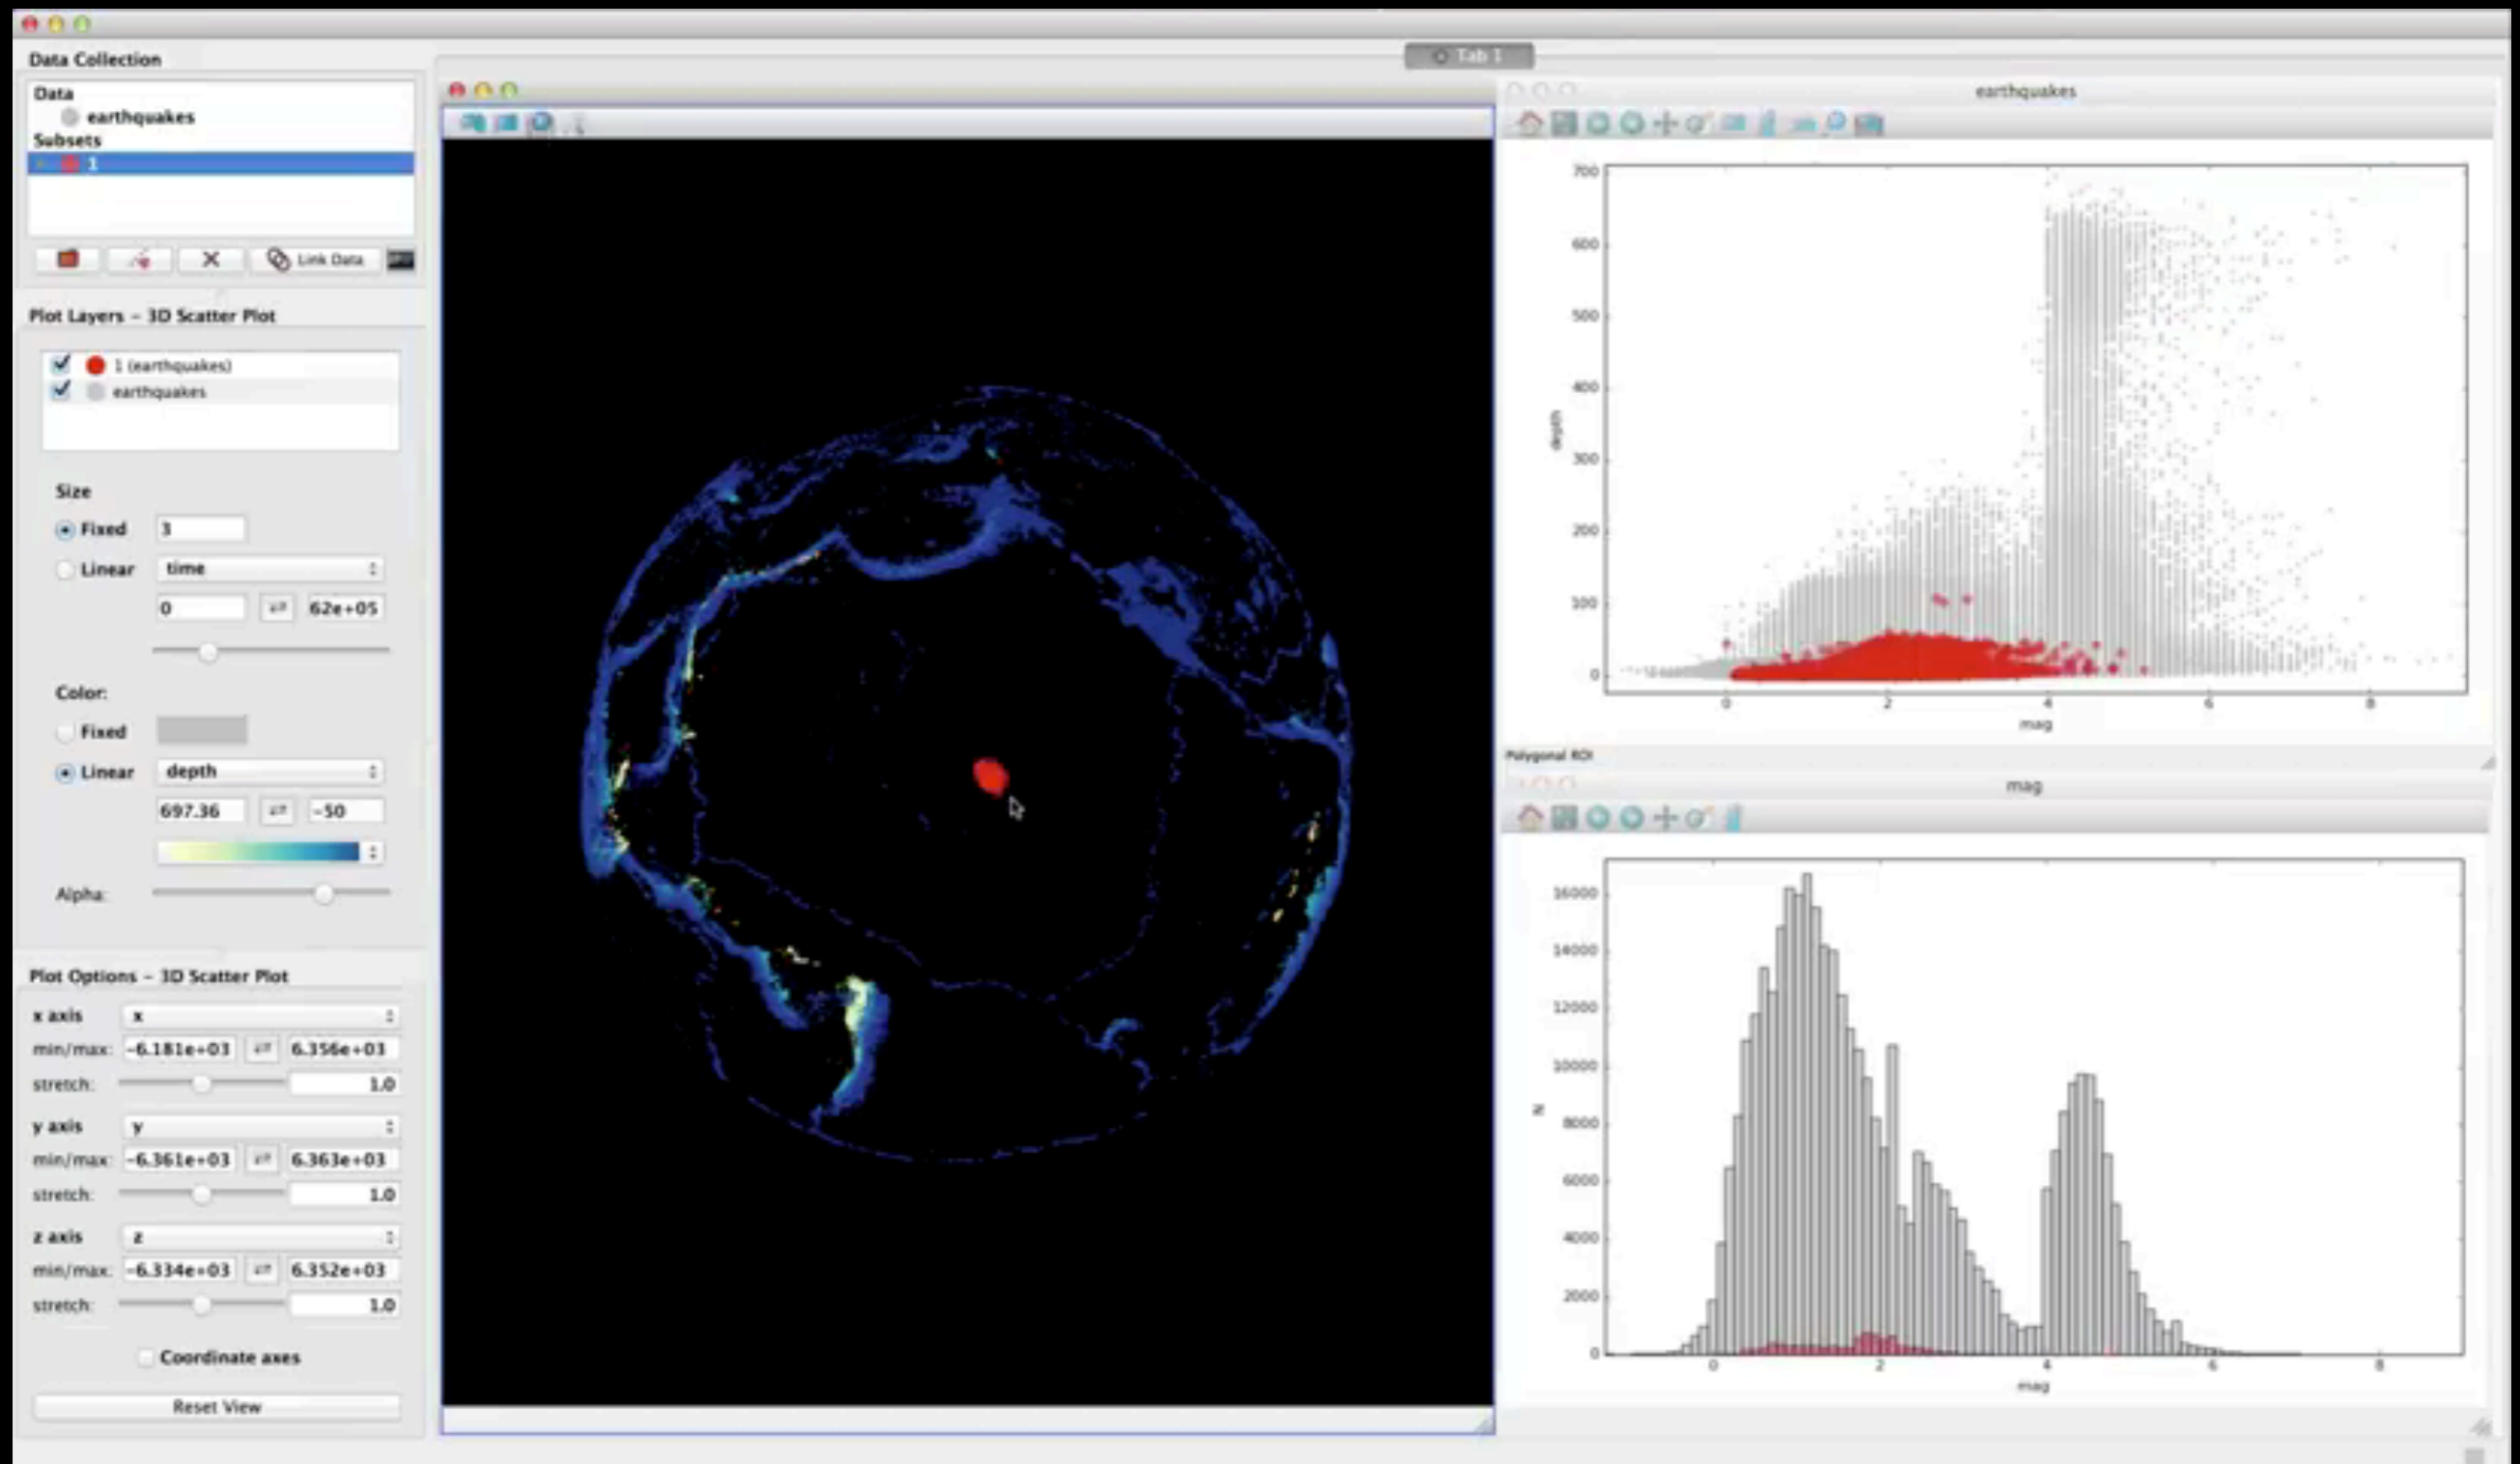 Tab 1
Data Collection
Data
earthquakes
Subsets
1
Link Data
Plot Layers - 3D Scatter Plot
1 (earthquakes)
earthquakes
Size
Fixed 3
Linear time
0 62e+05
Color:
Fixed
Linear depth
697.36 -50
Alpha:
Plot Options - 3D Scatter Plot
x axis x
min/max: -6.181e+03 6.356e+03
stretch: 1.0
y axis y
min/max: -6.361e+03 6.363e+03
stretch: 1.0
z axis z
min/max: -6.334e+03 6.352e+03
stretch: 1.0
Coordinate axes
Reset View
earthquakes
700
600
500
400
300
200
100
0
depth
0 2 4 6 8
mag
Polygonal ROI
mag
16000
14000
12000
10000
8000
6000
4000
2000
0
N
0 2 4 6 8
mag